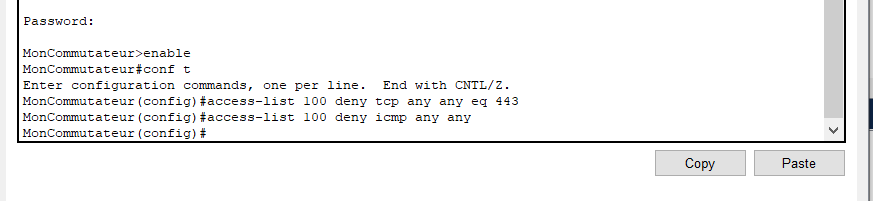 Password:
MonCommutateur>enable
MonCommutateur#conf t
Enter configuration commands, one per line.  End with CNTL/Z.
MonCommutateur(config)#access-list 100 deny tcp any any eq 443
MonCommutateur(config)#access-list 100 deny icmp any any
MonCommutateur(config)#
Copy
Paste